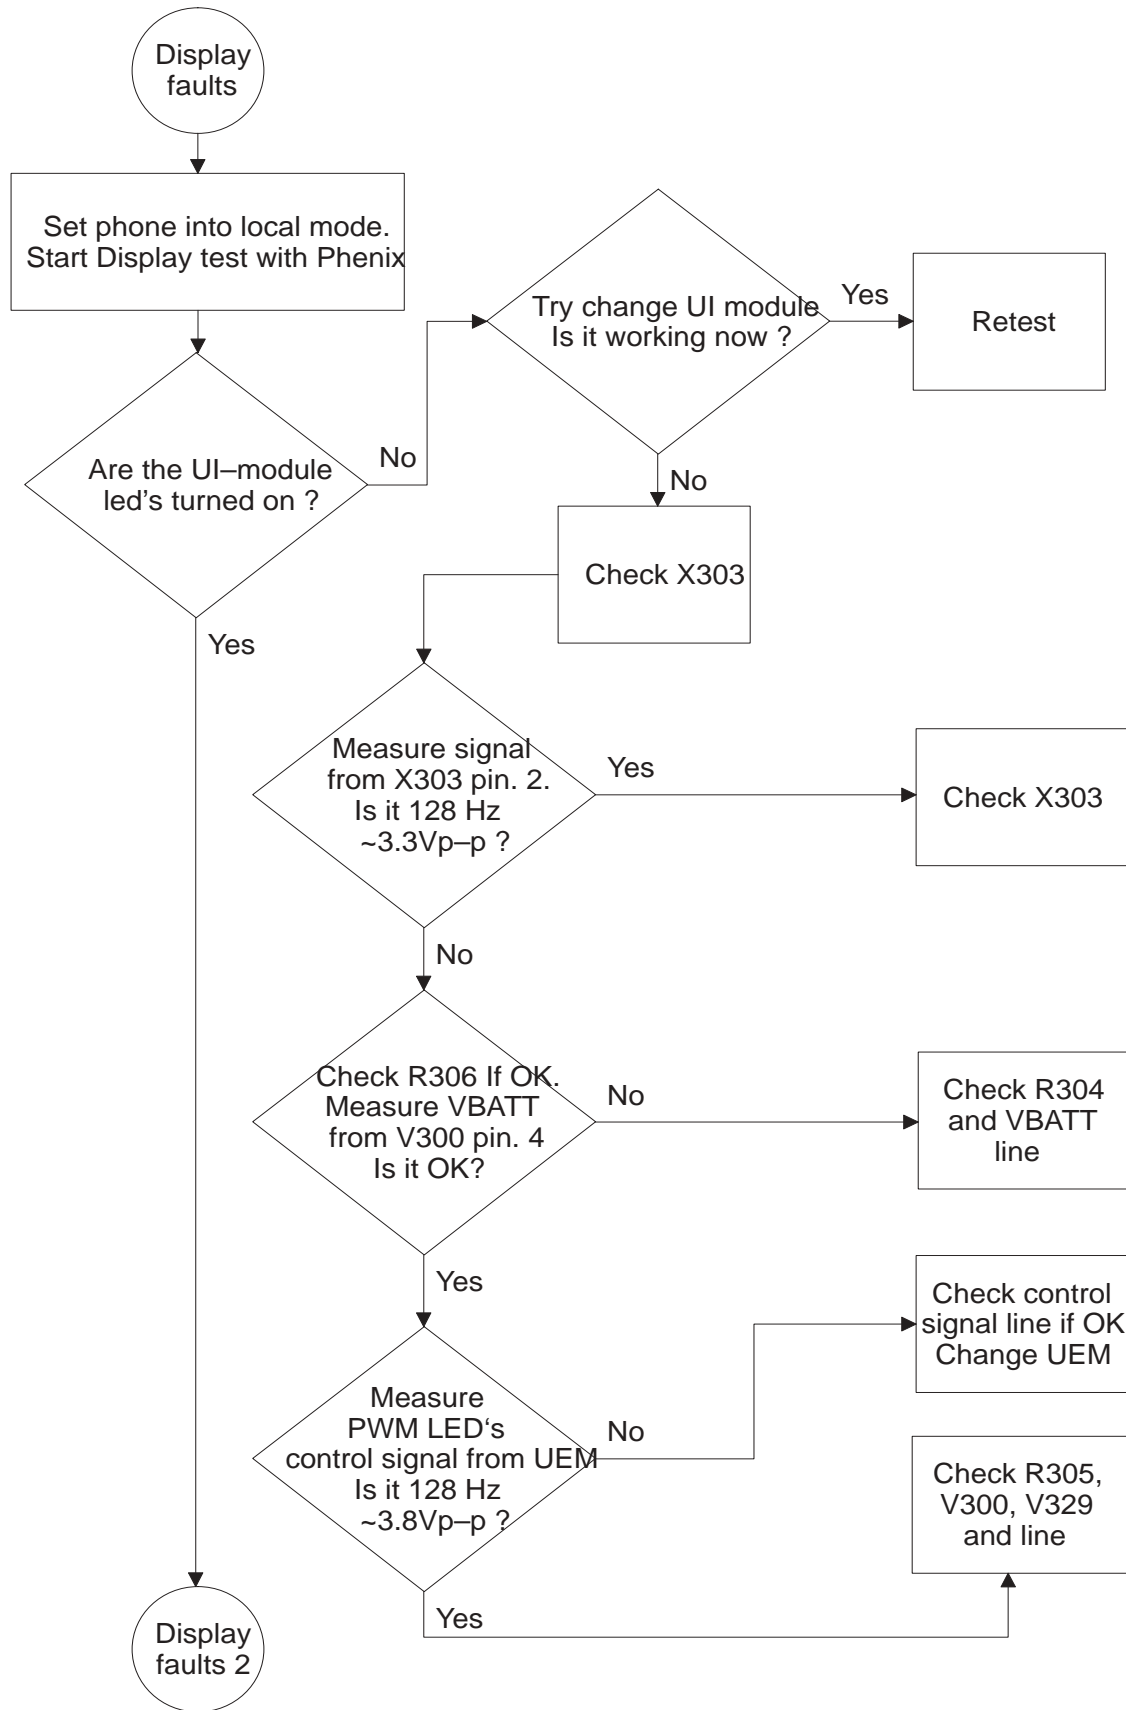 Display
faults
Set phone into local mode.
Start Display test with Phenix
Try change UI module
Is it working now ?
Yes
Retest
Are the UI–module
led's turned on ?
No
No
Check X303
Yes
Measure signal
from X303 pin. 2.
Is it 128 Hz
~3.3Vp–p ?
Yes
Check X303
No
Check R306 If OK.
Measure VBATT
from V300 pin. 4
Is it OK?
No
Check R304
and VBATT
line
Yes
Check control
signal line if OK
Change UEM
Measure
PWM LED‘s
control signal from UEM
Is it 128 Hz
~3.8Vp–p ?
No
Check R305,
V300, V329
and line
Yes
Display
faults 2